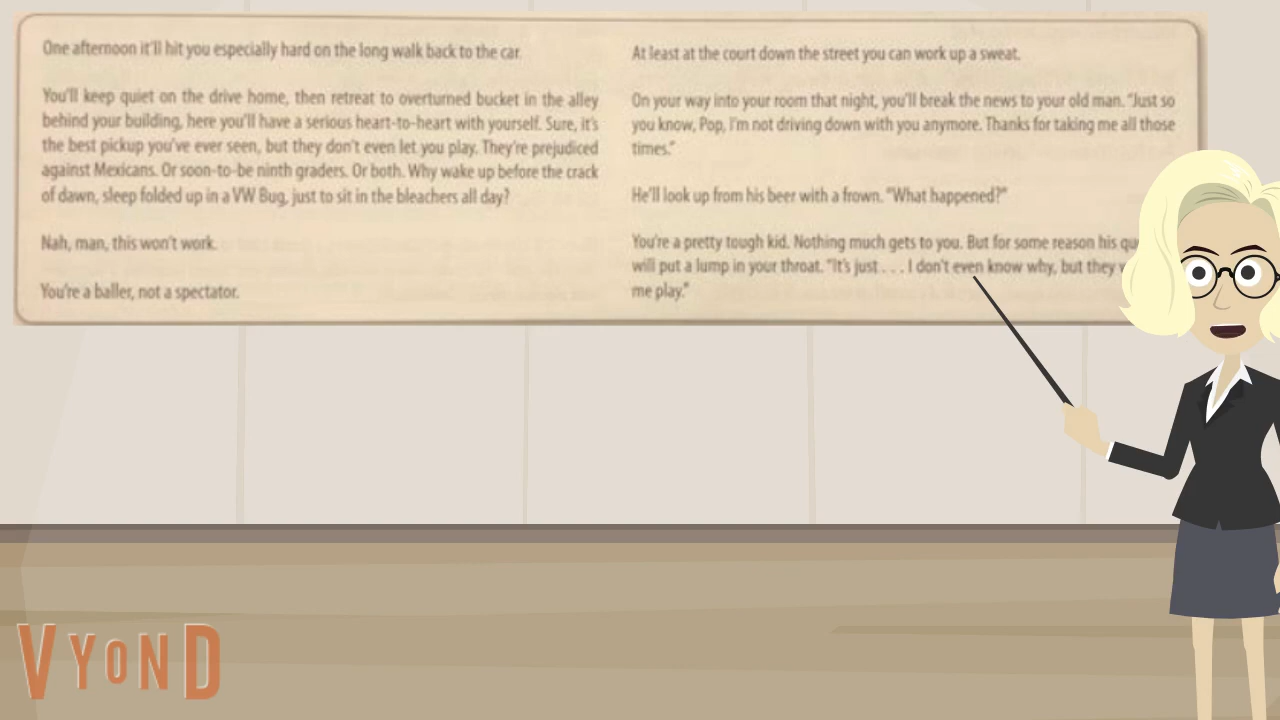 One afternoon it'll hit you especially hard on the long walk back to the car.
You'll keep quiet on the drive home, then retreat to overturned bucket in the alley
behind your building, here you'll have a serious heart-to-heart with yourself. Sure, it's
the best pickup you've ever seen, but they don't even let you play. They're prejudiced
against Mexicans. Or soon-to-be ninth graders. Or both. Why wake up before the crack
of dawn, sleep folded up in a VW Bug, just to sit in the bleachers all day?
Nah, man, this won't work.
You're a baller, not a spectator.
At least at the court down the street you can work up a sweat.
On your way into your room that night, you'll break the news to your old man. "Just so
you know, Pop, I'm not driving down with you anymore. Thanks for taking me all those
times."
He'll look up from his beer with a frown. "What happened?"
You're a pretty tough kid. Nothing much gets to you. But for some reason his
will put a lump in your throat. "It's just . . . I don't even know why, but they
me play."
VYOND